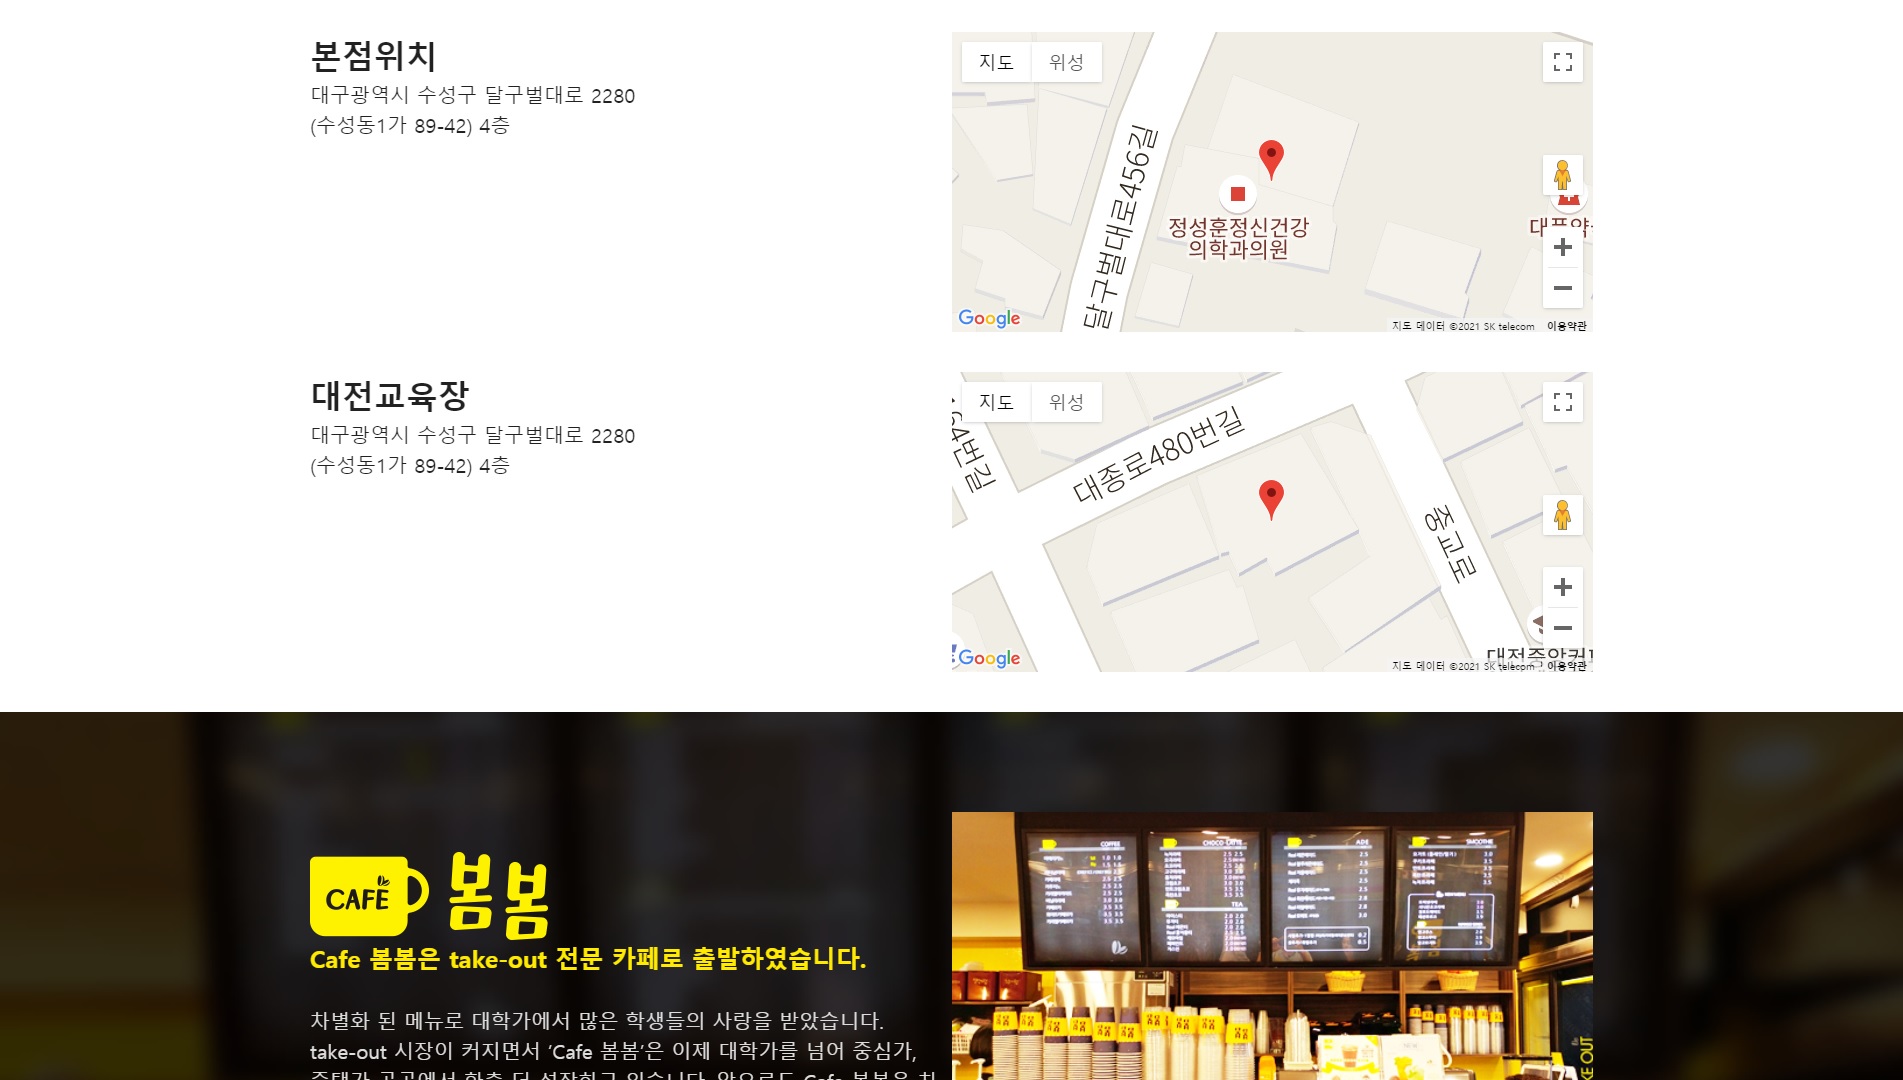 본점위치
대구광역시 수성구 달구벌대로 2280
(수성동1가 89-42) 4층
지도
위성
달구벌대로456길
정성훈정신건강
의학과의원
Google
지도 데이터 ©2021 SK telecom
이용약관
대전교육장
대구광역시 수성구 달구벌대로 2280
(수성동1가 89-42) 4층
지도
위성
대종로480번길
중교로
Google
지도 데이터 ©2021 SK telecom
이용약관
CAFE 봄봄
Cafe 봄봄은 take-out 전문 카페로 출발하였습니다.
차별화 된 메뉴로 대학가에서 많은 학생들의 사랑을 받았습니다.
take-out 시장이 커지면서 ‘Cafe 봄봄’은 이제 대학가를 넘어 중심가,
COFFEE
CHOCO·LATTE
ADE
SMOOTHIE
TEA